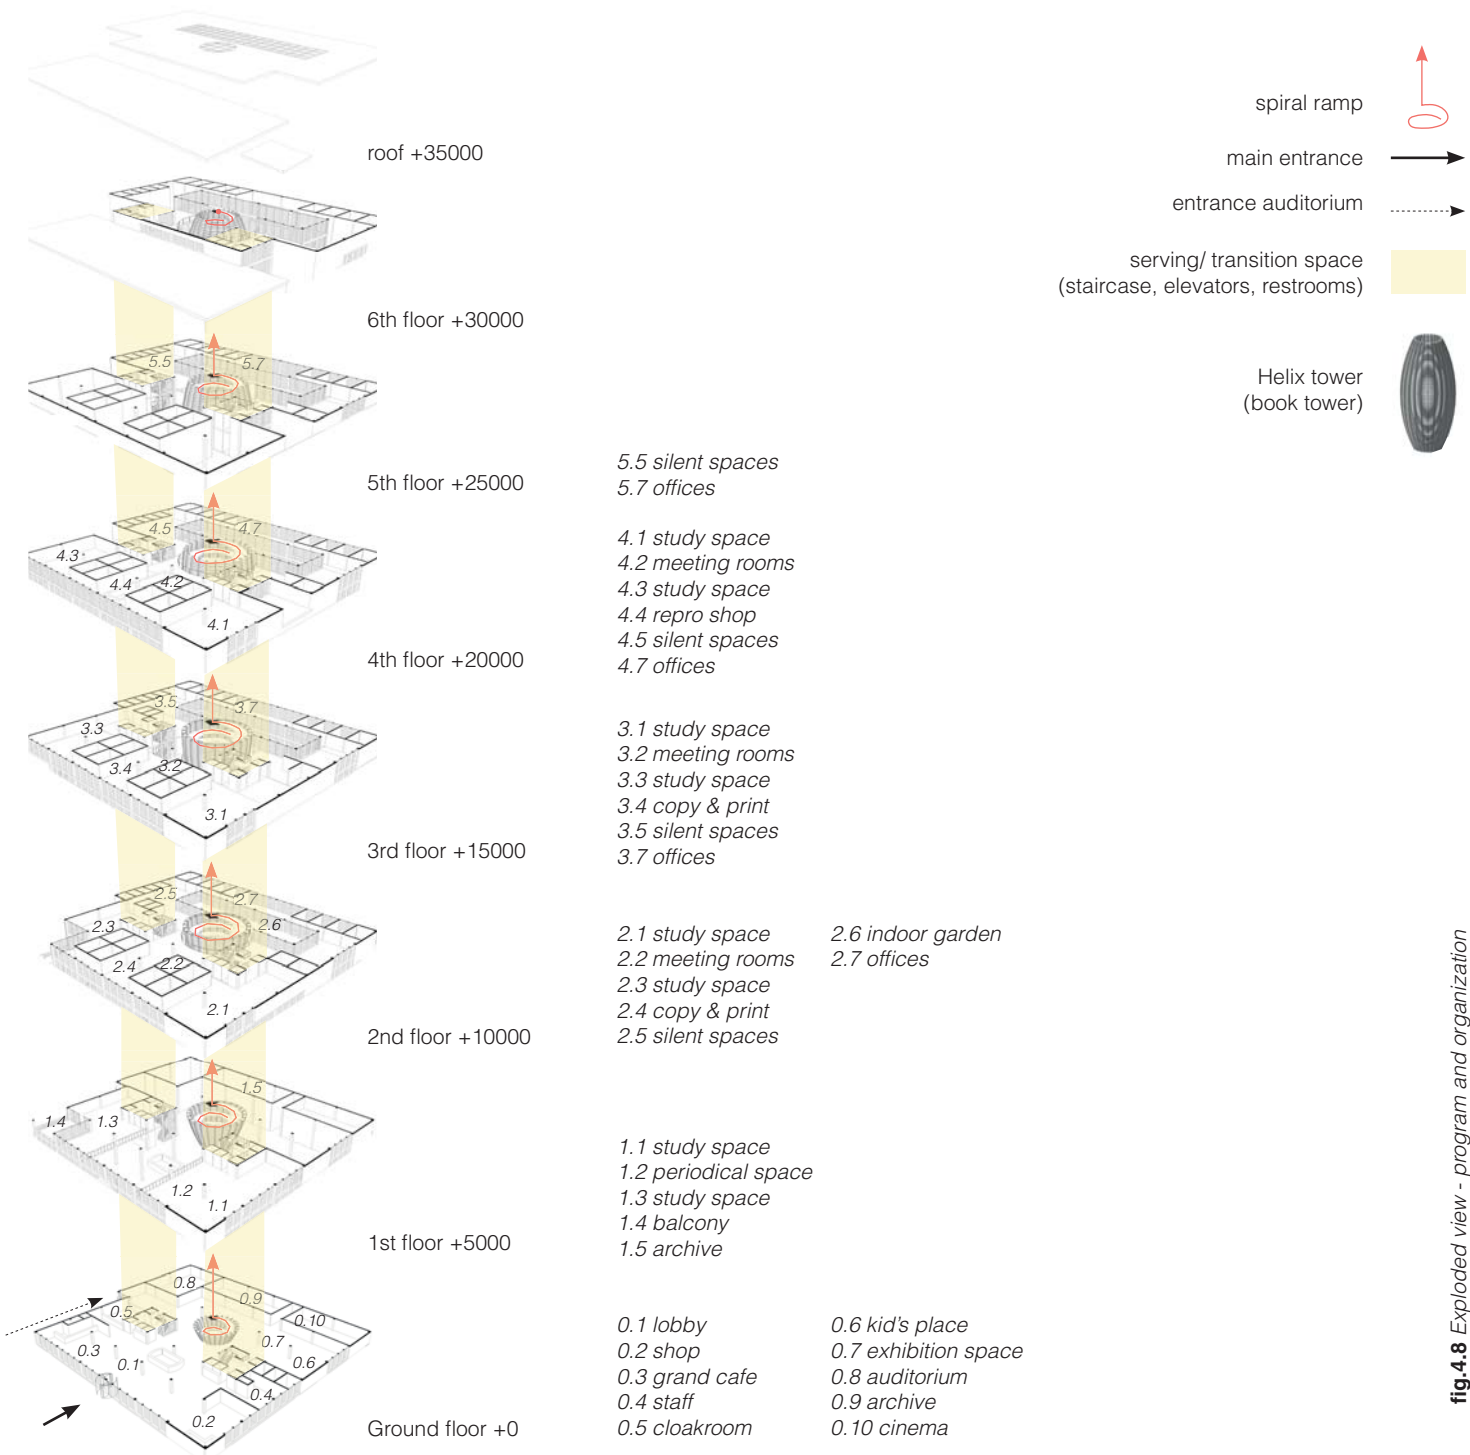 roof +35000
6th floor +30000
5.5
5.7
5th floor +25000
5.5 silent spaces
5.7 offices
4.5
4.7
4.3
4.4
4.2
4.1
4th floor +20000
4.1 study space
4.2 meeting rooms
4.3 study space
4.4 repro shop
4.5 silent spaces
4.7 offices
3.5
3.7
3.3
3.4
3.2
3.1
3rd floor +15000
3.1 study space
3.2 meeting rooms
3.3 study space
3.4 copy & print
3.5 silent spaces
3.7 offices
2.5
2.7
2.3
2.6
2.4
2.2
2.1
2nd floor +10000
2.1 study space
2.2 meeting rooms
2.3 study space
2.4 copy & print
2.5 silent spaces
2.6 indoor garden
2.7 offices
1.5
1.4
1.3
1.2
1.1
1st floor +5000
1.1 study space
1.2 periodical space
1.3 study space
1.4 balcony
1.5 archive
0.8
0.9
0.5
0.10
0.7
0.3
0.1
0.6
0.4
0.2
Ground floor +0
0.1 lobby
0.2 shop
0.3 grand cafe
0.4 staff
0.5 cloakroom
0.6 kid's place
0.7 exhibition space
0.8 auditorium
0.9 archive
0.10 cinema
spiral ramp
main entrance
entrance auditorium
serving/ transition space
(staircase, elevators, restrooms)
Helix tower
(book tower)
fig.4.8 Exploded view - program and organization